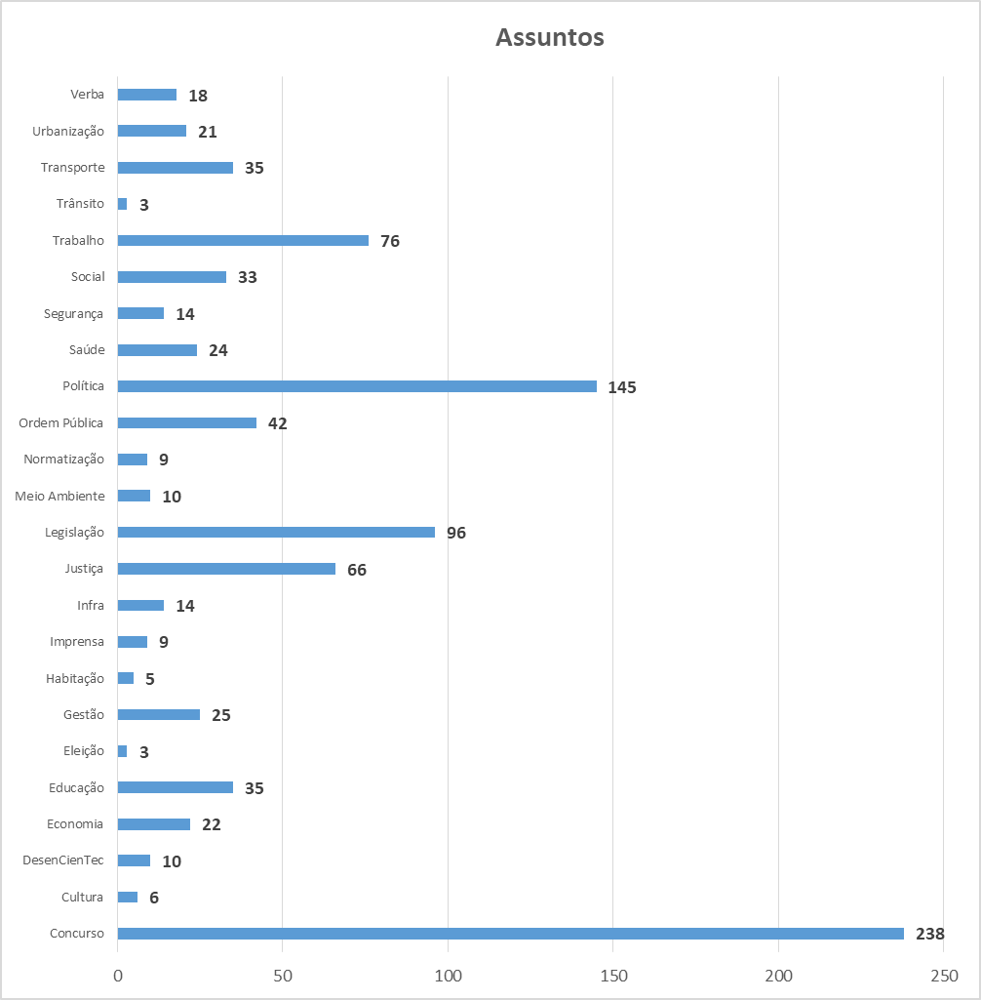 Assuntos
Verba 18
Urbanização 21
Transporte 35
Trânsito 3
Trabalho 76
Social 33
Segurança 14
Saúde 24
Política 145
Ordem Pública 42
Normatização 9
Meio Ambiente 10
Legislação 96
Justiça 66
Infra 14
Imprensa 9
Habitação 5
Gestão 25
Eleição 3
Educação 35
Economia 22
DesenCienTec 10
Cultura 6
Concurso 238
0 50 100 150 200 250